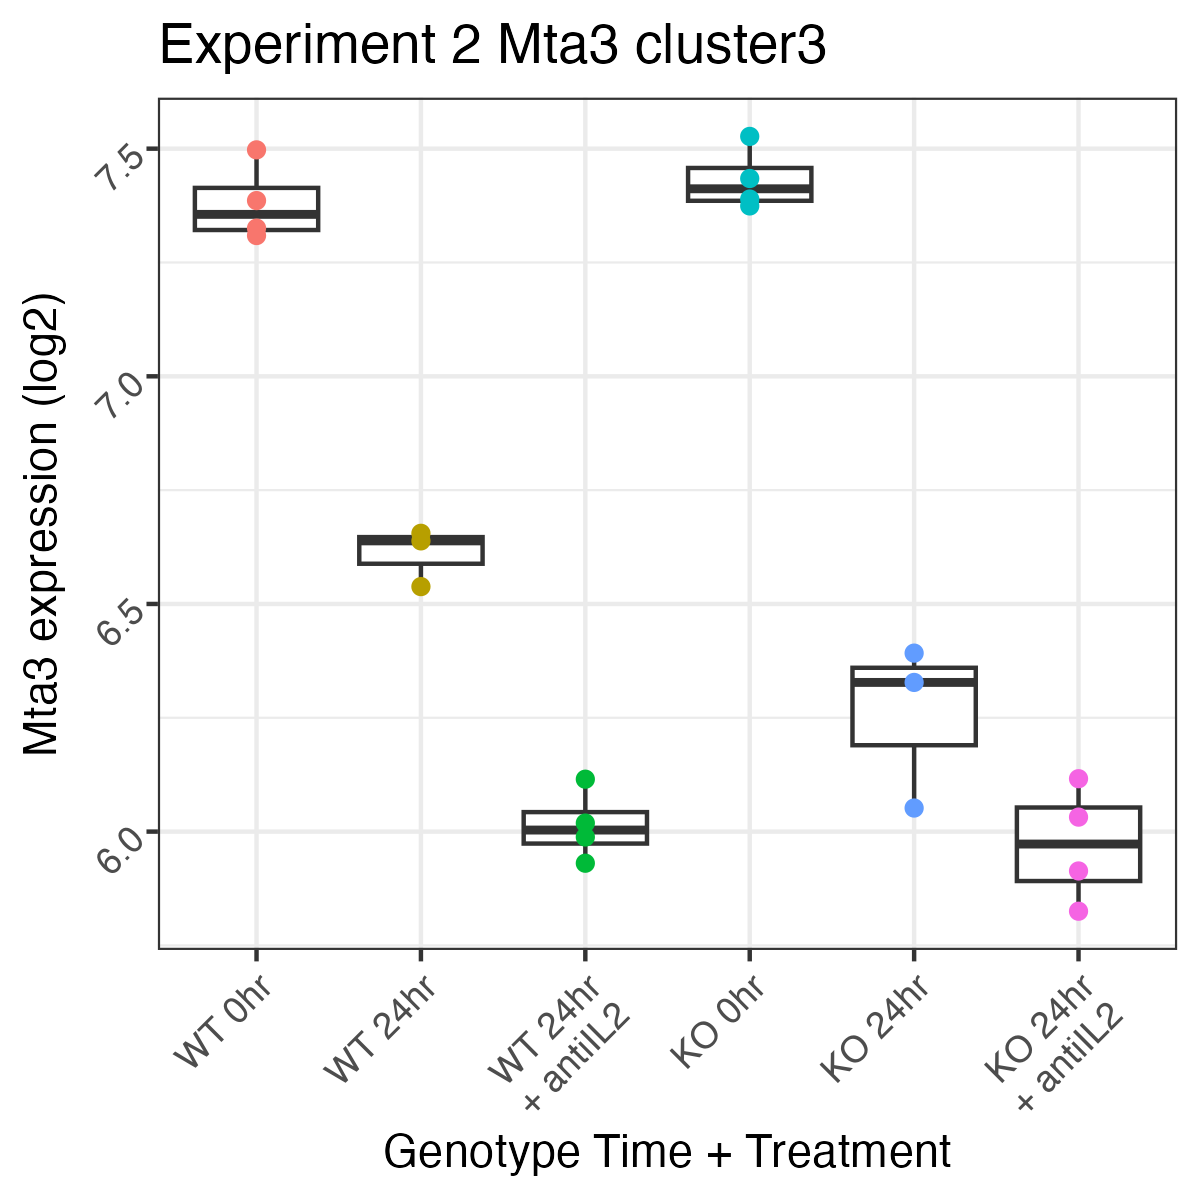 Experiment 2 Mta3 cluster3
Mta3 expression (log2)
7.5
7.0
6.5
6.0
WT 0hr
WT 24hr
WT 24hr
+ antiIL2
KO 0hr
KO 24hr
KO 24hr
+ antiIL2
Genotype Time + Treatment